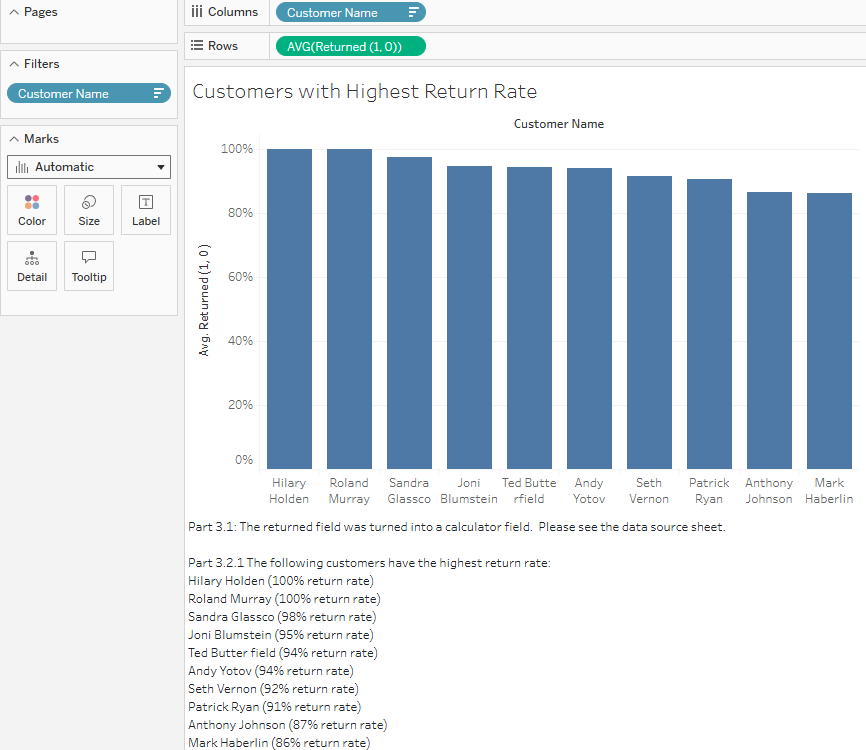 Pages
Columns
Customer Name
Rows
AVG(Returned (1, 0))
Filters
Customer Name
Marks
Automatic
Color
Size
Label
Detail
Tooltip
Customers with Highest Return Rate
Customer Name
Avg. Returned (1, 0)
100%
80%
60%
40%
20%
0%
Hilary
Holden
Roland
Murray
Sandra
Glassco
Joni
Blumstein
Ted Butte
rfield
Andy
Yotov
Seth
Vernon
Patrick
Ryan
Anthony
Johnson
Mark
Haberlin
Part 3.1: The returned field was turned into a calculator field.  Please see the data source sheet.
Part 3.2.1 The following customers have the highest return rate:
Hilary Holden (100% return rate)
Roland Murray (100% return rate)
Sandra Glassco (98% return rate)
Joni Blumstein (95% return rate)
Ted Butter field (94% return rate)
Andy Yotov (94% return rate)
Seth Vernon (92% return rate)
Patrick Ryan (91% return rate)
Anthony Johnson (87% return rate)
Mark Haberlin (86% return rate)